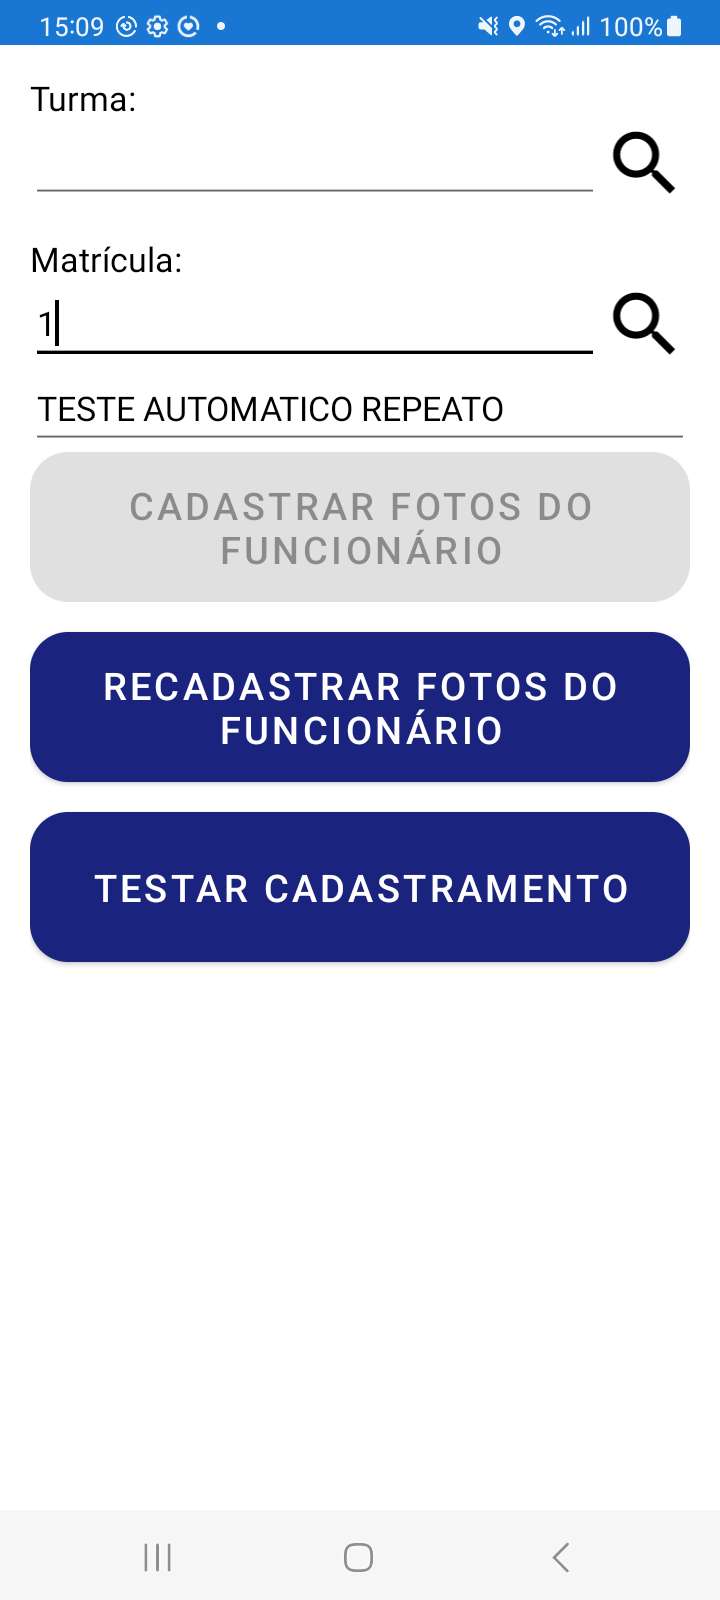 15:09 100%
Turma:
Matrícula:
1
TESTE AUTOMATICO REPEATO
CADASTRAR FOTOS DO
FUNCIONÁRIO
RECADASTRAR FOTOS DO
FUNCIONÁRIO
TESTAR CADASTRAMENTO